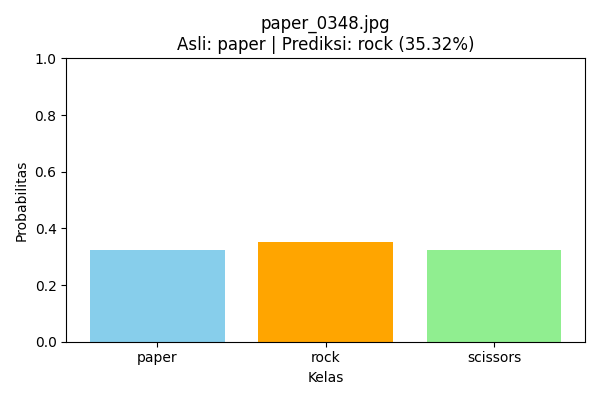 paper_0348.jpg
Asli: paper | Prediksi: rock (35.32%)
1.0
0.8
0.6
0.4
0.2
0.0
Probabilitas
paper
rock
scissors
Kelas